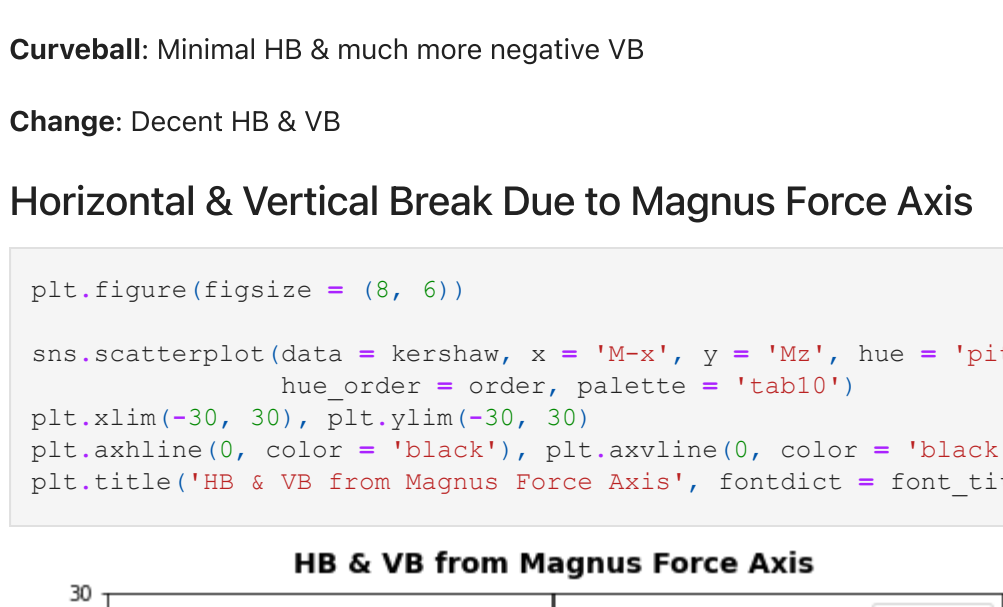 Curveball: Minimal HB & much more negative VB
Change: Decent HB & VB
Horizontal & Vertical Break Due to Magnus Force Axis
plt.figure(figsize = (8, 6))
sns.scatterplot(data = kershaw, x = 'M-x', y = 'Mz', hue = 'pi
hue_order = order, palette = 'tab10')
plt.xlim(-30, 30), plt.ylim(-30, 30)
plt.axhline(0, color = 'black'), plt.axvline(0, color = 'black
plt.title('HB & VB from Magnus Force Axis', fontdict = font_ti
HB & VB from Magnus Force Axis
30